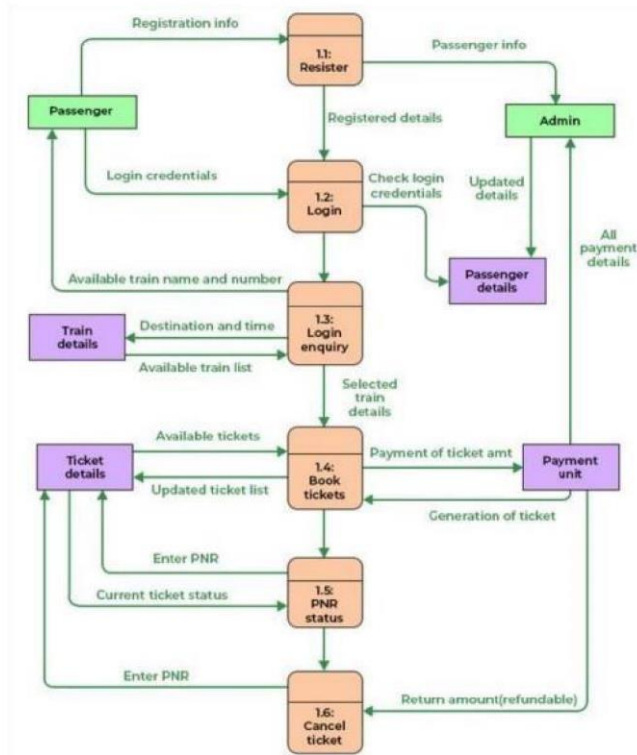 Registration info
1.1:
Resister
Passenger info
Passenger
Admin
Registered details
Login credentials
1.2:
Login
Check login
credentials
Updated
details
All
payment
details
Passenger
details
Available train name and number
1.3:
Login
enquiry
Train
details
Destination and time
Available train list
Selected
train
details
Available tickets
Ticket
details
1.4:
Book
tickets
Payment of ticket amt
Payment
unit
Updated ticket list
Generation of ticket
Enter PNR
1.5:
PNR
status
Current ticket status
Enter PNR
Return amount(refundable)
1.6:
Cancel
ticket